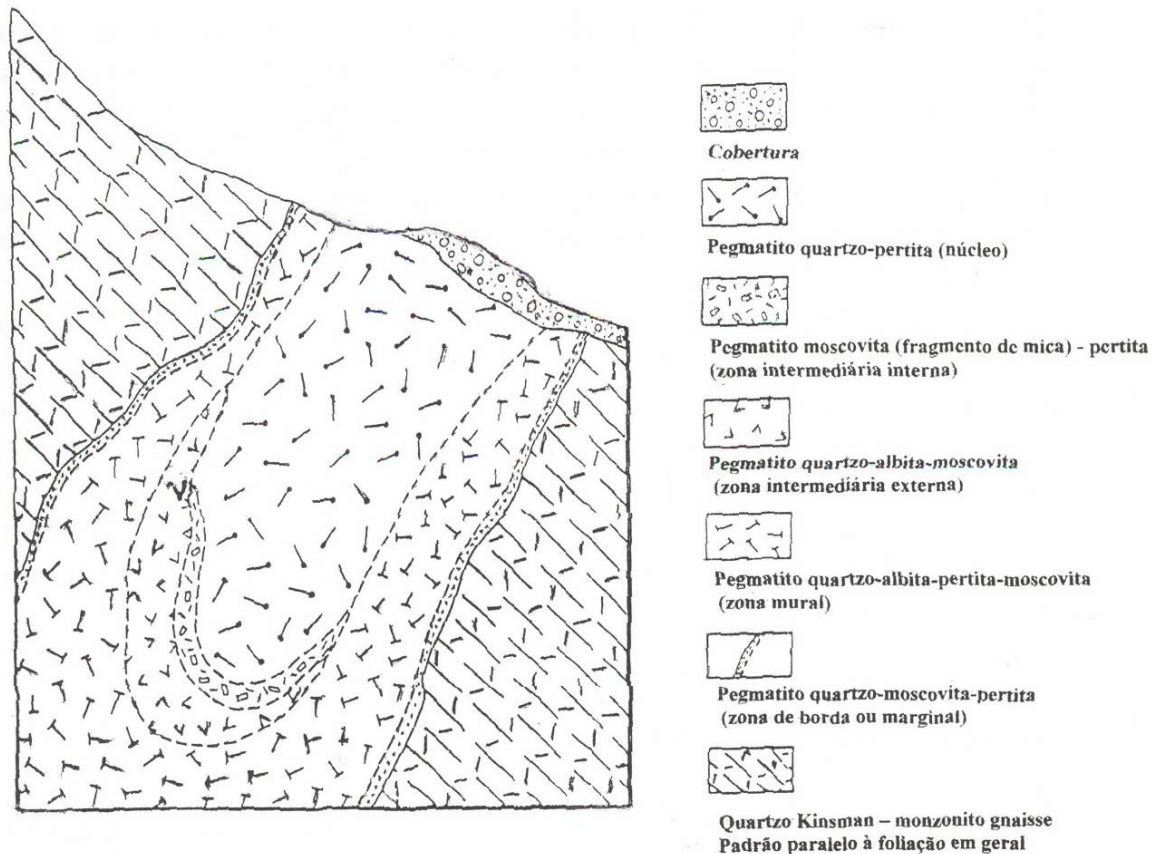 Cobertura
Pegmatito quartzo-pertita (núcleo)
Pegmatito moscovita (fragmento de mica) - pertita
(zona intermediária interna)
Pegmatito quartzo-albita-moscovita
(zona intermediária externa)
Pegmatito quartzo-albita-pertita-moscovita
(zona mural)
Pegmatito quartzo-moscovita-pertita
(zona de borda ou marginal)
Quartzo Kinsman – monzonito gnaisse
Padrão paralelo à foliação em geral